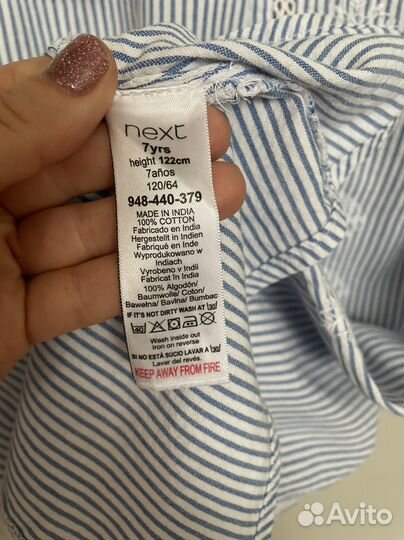 next
7yrs
height 122cm
7años
120/64
948-440-379
MADE IN INDIA
100% COTTON
Fabricado en India
Hergestellt in Indien
Fabriqué en Inde
Wyprodukowano w
Indiach
Vyrobeno v Indii
Fabricado in India
100% Algodón/
Baumwolle/ Coton/
Bawełna/ Bavlna/ Bumbac
IF IT'S NOT DIRTY WASH AT 30
Wash inside out
Iron on reverse
SI NO ESTÁ SUCIO LAVAR A 30
Lavar del revés.
KEEP AWAY FROM FIRE
Avito